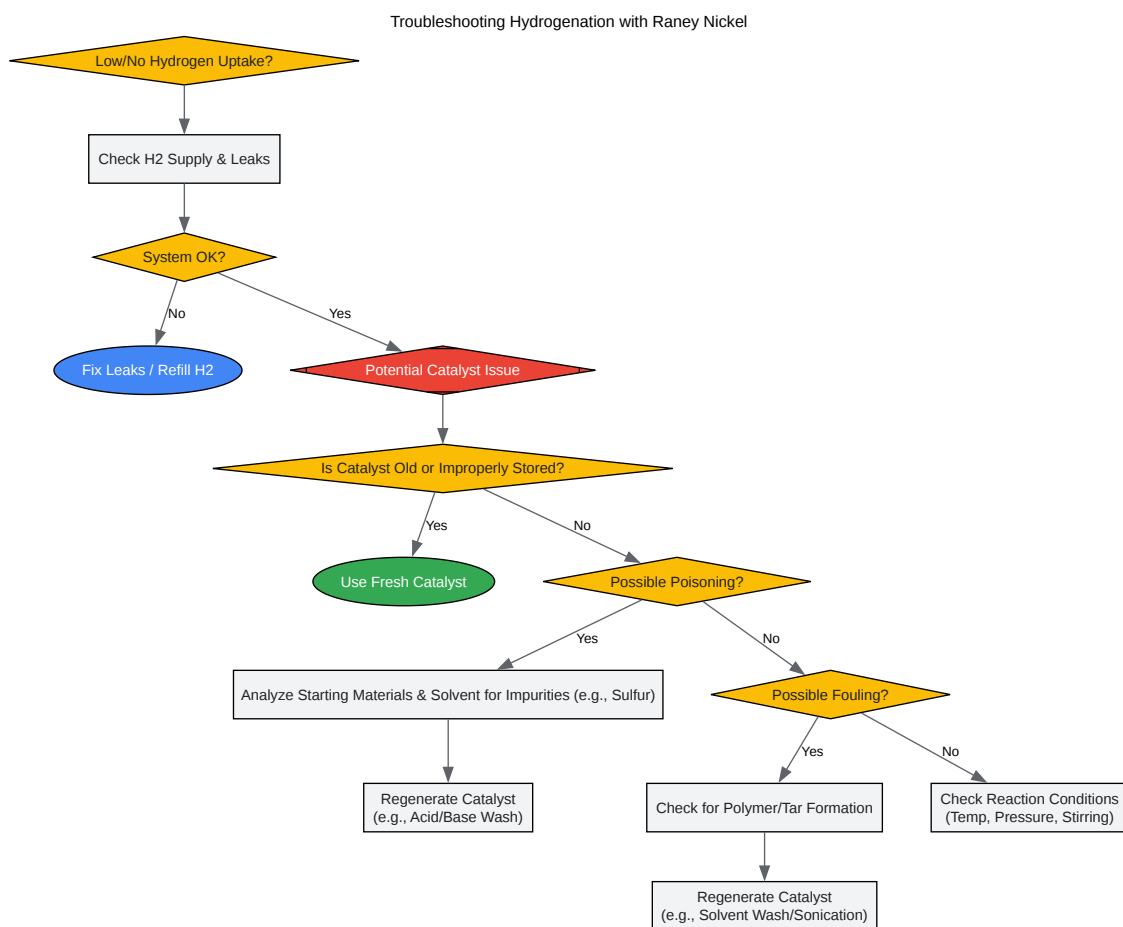 Troubleshooting Hydrogenation with Raney Nickel
Low/No Hydrogen Uptake?
Check H2 Supply & Leaks
System OK?
No
Yes
Fix Leaks / Refill H2
Potential Catalyst Issue
Is Catalyst Old or Improperly Stored?
Yes
No
Use Fresh Catalyst
Possible Poisoning?
Yes
No
Analyze Starting Materials & Solvent for Impurities (e.g., Sulfur)
Possible Fouling?
Yes
No
Regenerate Catalyst
(e.g., Acid/Base Wash)
Check for Polymer/Tar Formation
Check Reaction Conditions
(Temp, Pressure, Stirring)
Regenerate Catalyst
(e.g., Solvent Wash/Sonication)